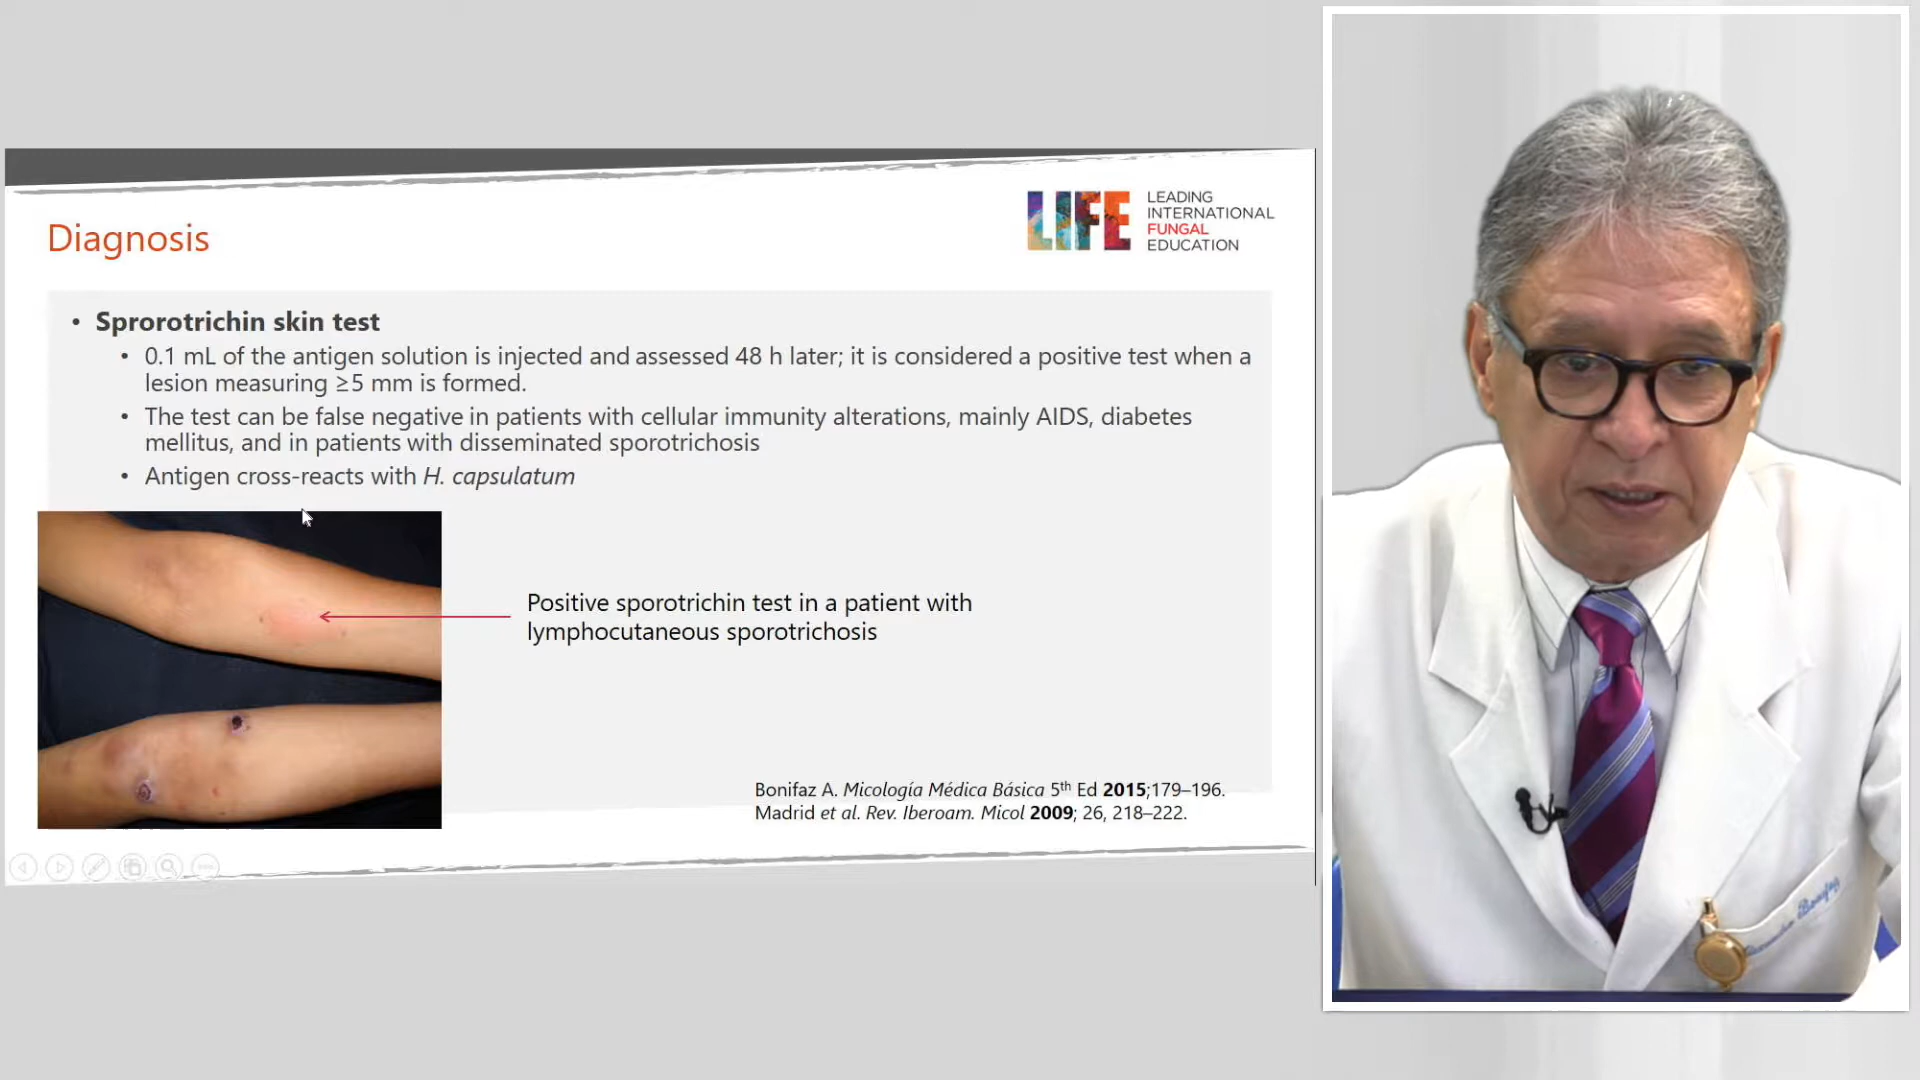 Diagnosis
LIFE
LEADING
INTERNATIONAL
FUNGAL
EDUCATION
• Sprorotrichin skin test
• 0.1 mL of the antigen solution is injected and assessed 48 h later; it is considered a positive test when a
lesion measuring ≥5 mm is formed.
• The test can be false negative in patients with cellular immunity alterations, mainly AIDS, diabetes
mellitus, and in patients with disseminated sporotrichosis
• Antigen cross-reacts with H. capsulatum
Positive sporotrichin test in a patient with
lymphocutaneous sporotrichosis
Bonifaz A. Micología Médica Básica 5th Ed 2015;179–196.
Madrid et al. Rev. Iberoam. Micol 2009; 26, 218–222.